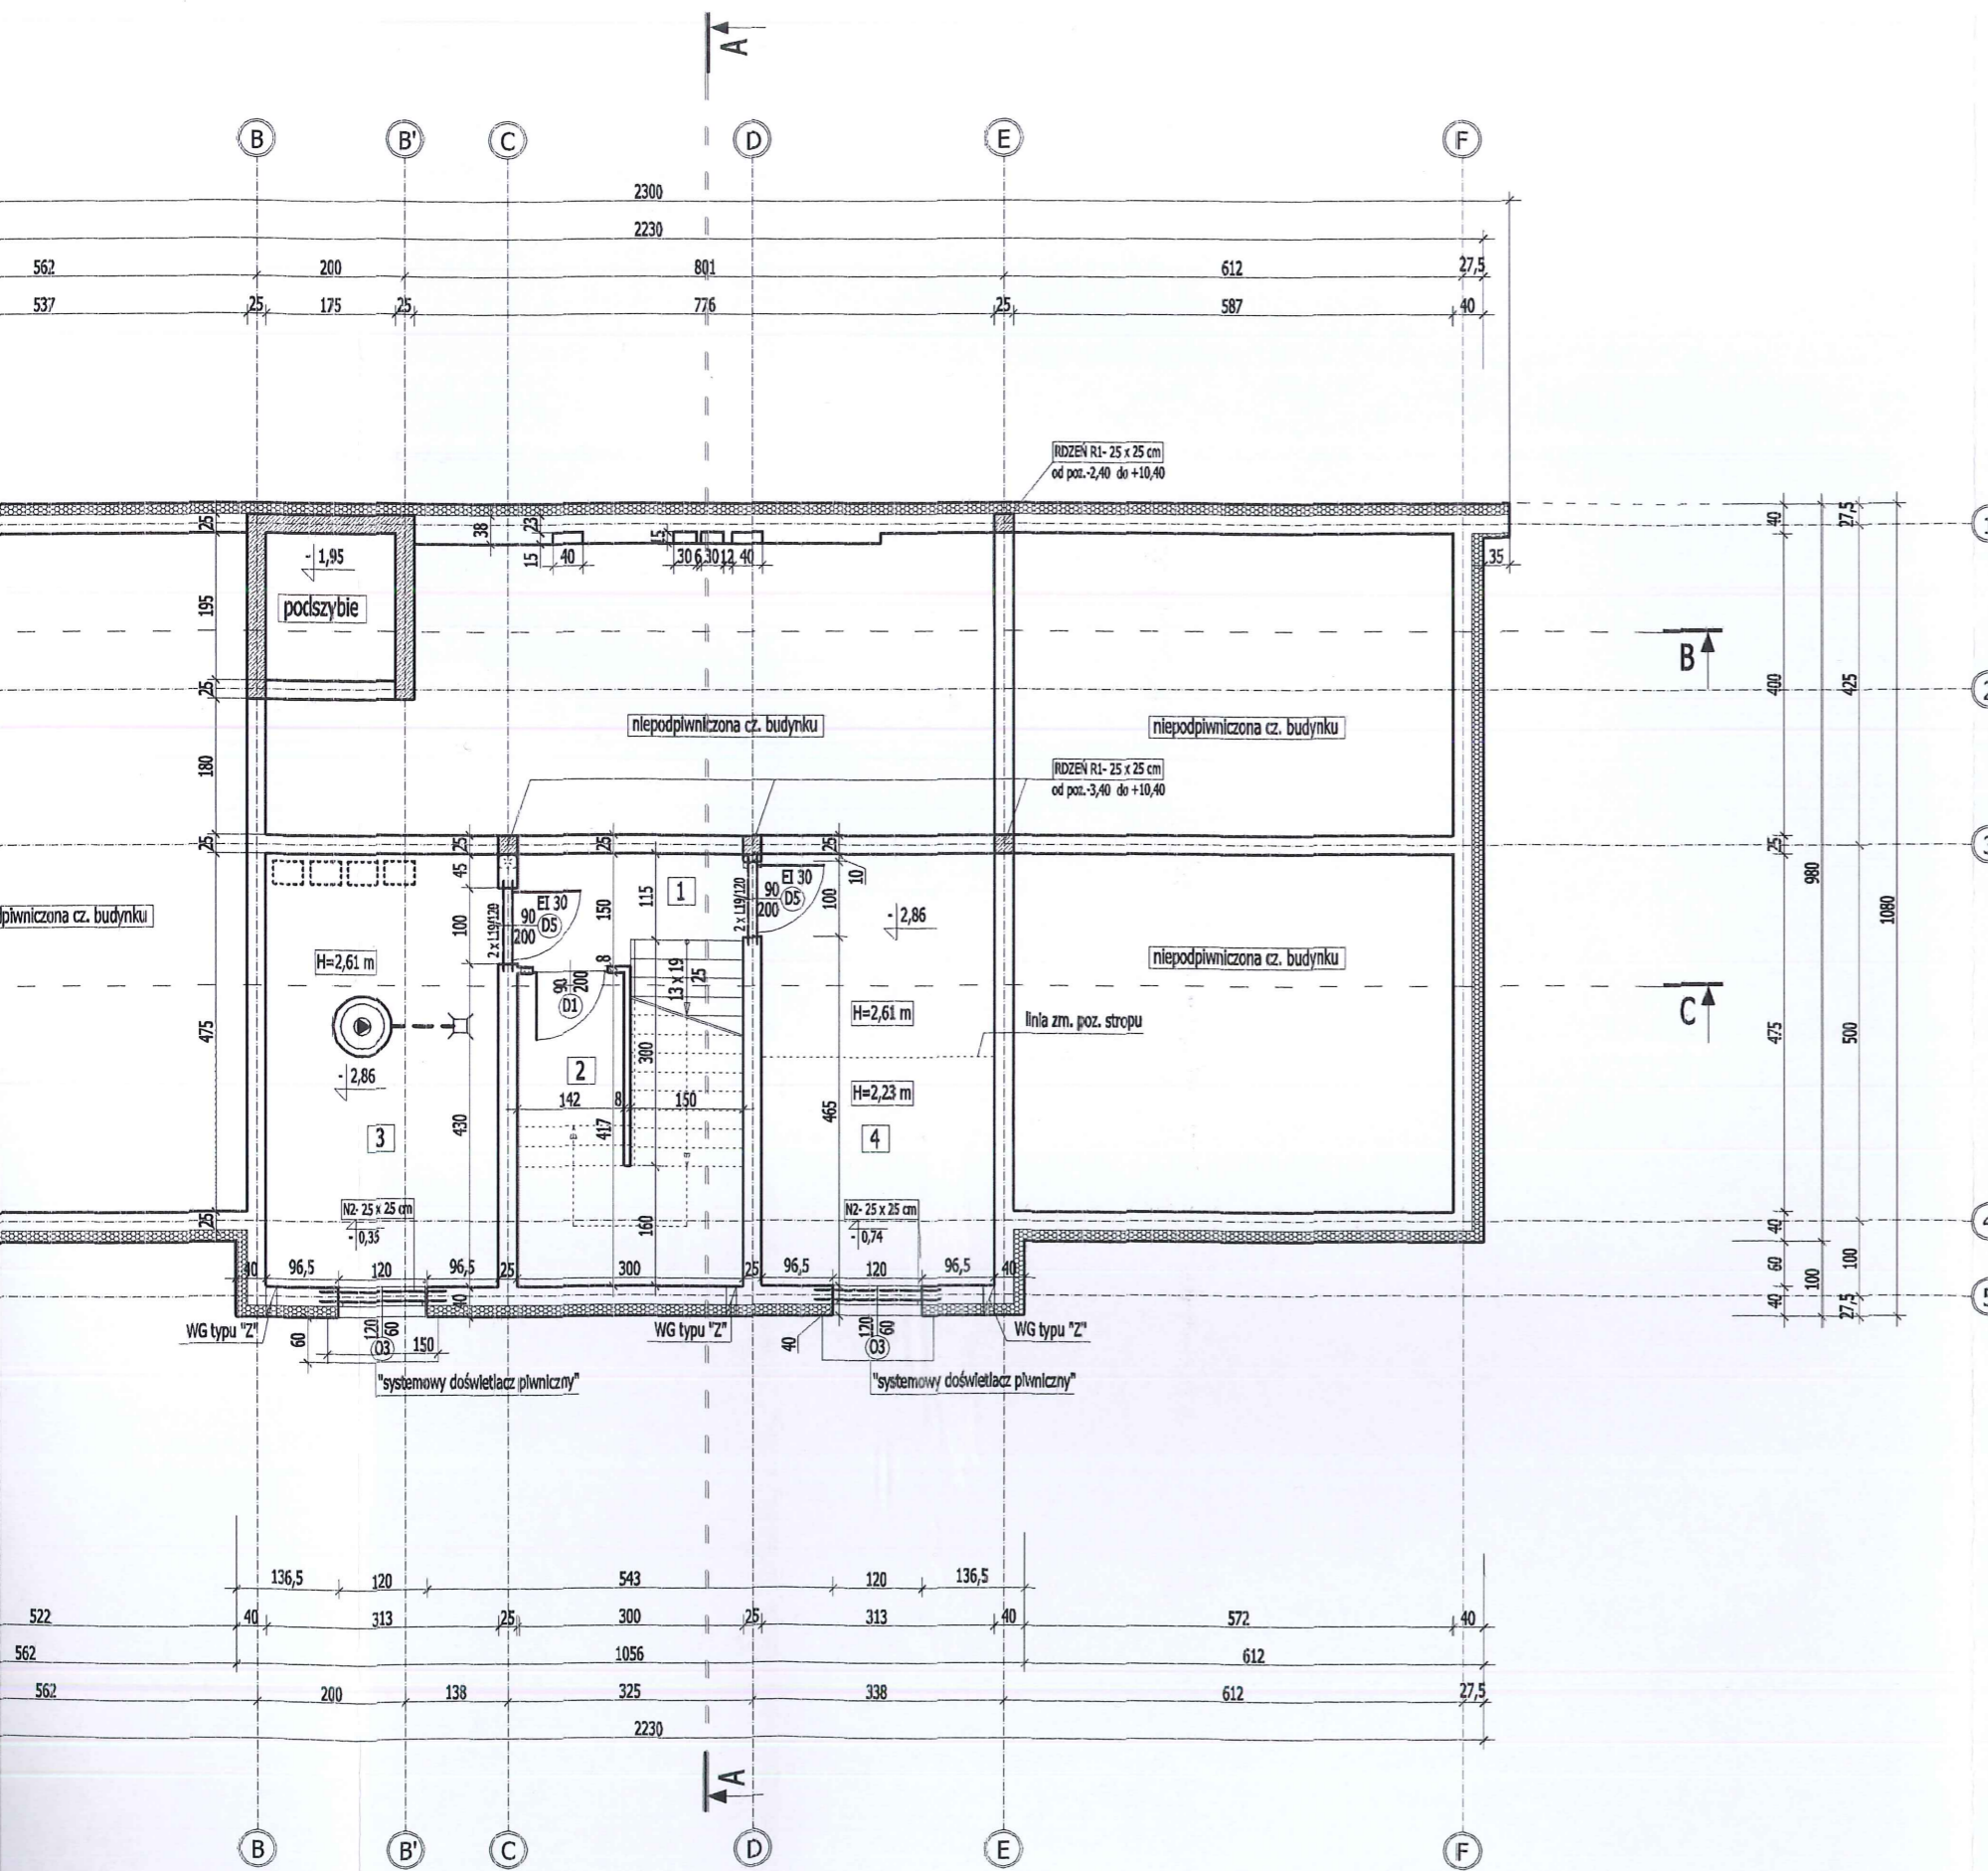 A
B B' C D E F
2300
2230
562 200 801 612 27,5
537 25 175 25 776 25 587 40
RDZEŃ R1- 25 x 25 cm
od poz.-2,40 do +10,40
25 38 23 15 40 27,5
15 40 30 6 30 12 40 35
- 1,95
podszybie
195
B
25 400 425
niepodpiwniczona cz. budynku niepodpiwniczona cz. budynku
180
RDZEŃ R1- 25 x 25 cm
od poz.-3,40 do +10,40
25 25 25 25 25
45 115 1 EI 30 10 980
90 D5
200
2 x L19/120
EI 30
90 D5
200
2 x L19/120
100 150 100
- 2,86
1080
piwniczona cz. budynku
niepodpiwniczona cz. budynku
H=2,61 m
8
90
200
D1
13 x 19
25
C
H=2,61 m
linia zm. poz. stropu
475 300 475 500
- 2,86
2
H=2,23 m
142 8 150 465
3 430 417 4
N2- 25 x 25 cm
- 0,35
N2- 25 x 25 cm
- 0,74
25 160 40
40 96,5 120 96,5 25 300 25 96,5 120 96,5 40 60 100 100
40 40 27,5
WG typu "Z" WG typu "Z" WG typu "Z"
60 120 60 O3 150 40 120 60 O3
"systemowy doświetlacz piwniczny" "systemowy doświetlacz piwniczny"
136,5 120 543 120 136,5
522 40 313 25 300 25 313 40 572 40
562 1056 612
562 200 138 325 338 612 27,5
2230
A
B B' C D E F
1
2
3
4
5